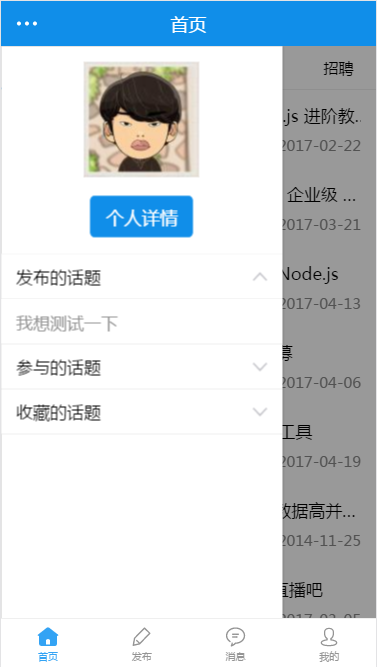 首页
招聘
个人详情
发布的话题
我想测试一下
参与的话题
收藏的话题
.js 进阶教..
2017-02-22
企业级 ...
2017-03-21
Node.js
2017-04-13
2017-04-06
工具
2017-04-19
数据高并...
2014-11-25
直播吧
首页
发布
消息
我的